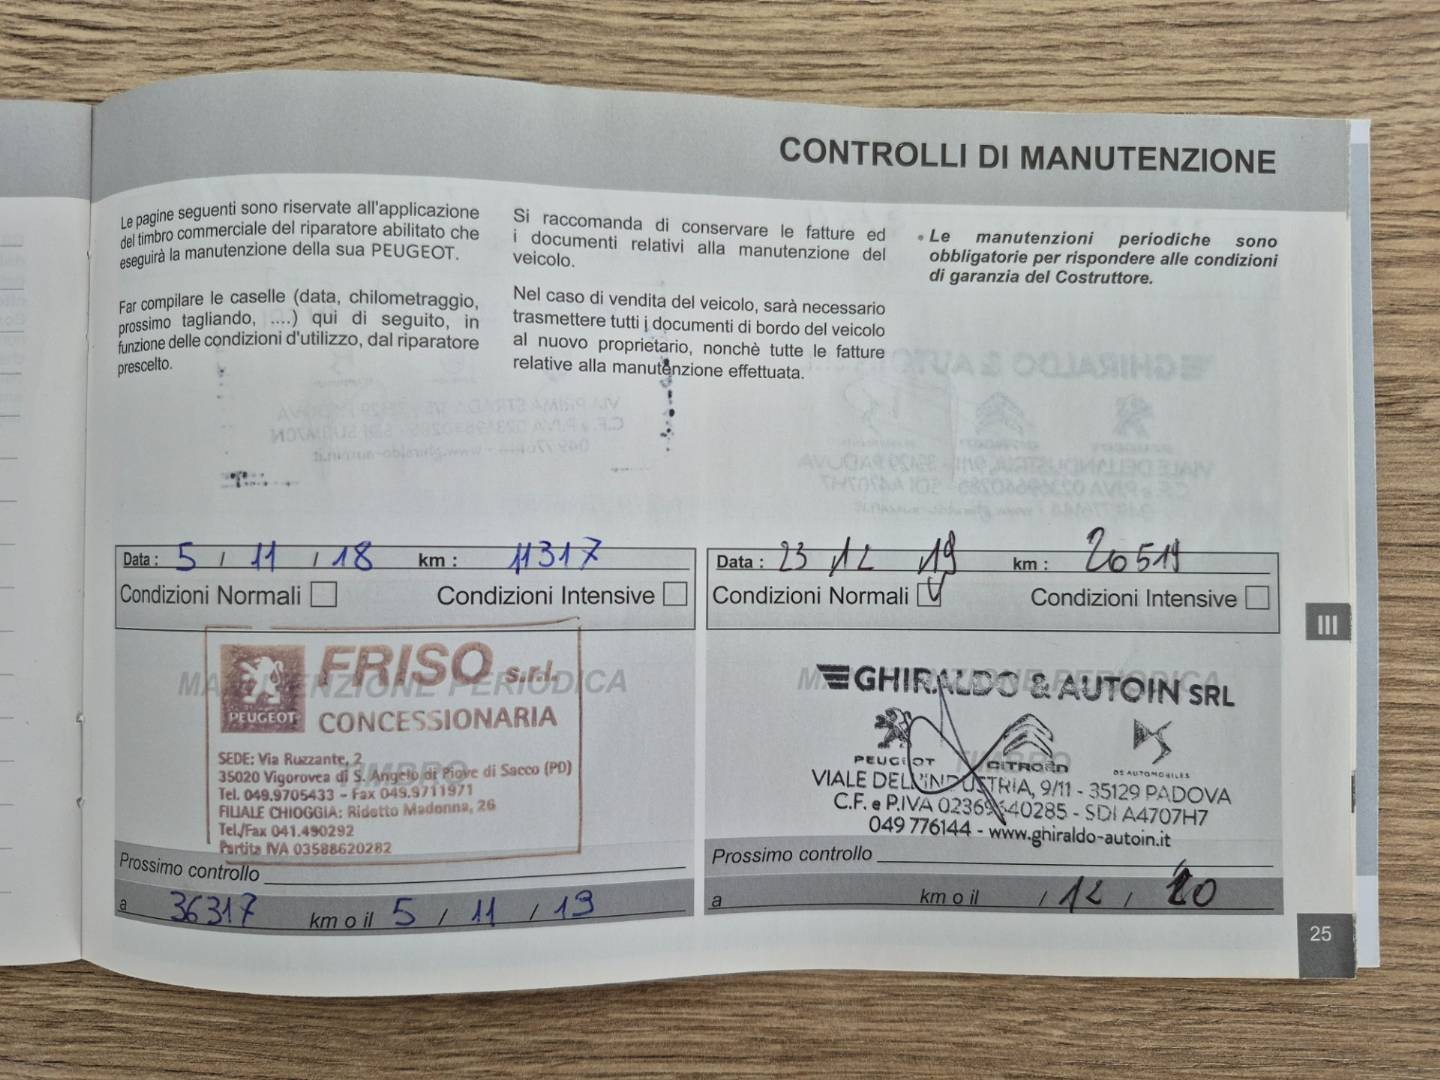 CONTROLLI DI MANUTENZIONE
Le pagine seguenti sono riservate all'applicazione
del timbro commerciale del riparatore abilitato che
eseguirà la manutenzione della sua PEUGEOT.
Far compilare le caselle (data, chilometraggio,
prossimo tagliando, ....) qui di seguito, in
funzione delle condizioni d'utilizzo, dal riparatore
prescelto.
Si raccomanda di conservare le fatture ed
i documenti relativi alla manutenzione del
veicolo.
Nel caso di vendita del veicolo, sarà necessario
trasmettere tutti i documenti di bordo del veicolo
al nuovo proprietario, nonchè tutte le fatture
relative alla manutenzione effettuata.
• Le manutenzioni periodiche sono
obbligatorie per rispondere alle condizioni
di garanzia del Costruttore.
Data : 5 / 11 / 18 km : 11317
Condizioni Normali Condizioni Intensive
MANUTENZIONE PERIODICA
FRISO s.r.l.
PEUGEOT
CONCESSIONARIA
SEDE: Via Ruzzante, 2
35020 Vigorovea di S. Angelo di Piove di Sacco (PD)
TIMBRO
Tel. 049.9705433 - Fax 049.9711971
FILIALE CHIOGGIA: Ridotto Madonna, 26
Tel./Fax 041.490292
Partita IVA 03588620282
Prossimo controllo
a 36317 km o il 5 / 11 / 19
Data : 23 / 12 / 19 km : 20519
Condizioni Normali Condizioni Intensive
MANUTENZIONE PERIODICA
GHIRALDO & AUTOIN SRL
PEUGEOT CITROËN DS AUTOMOBILES
TIMBRO
VIALE DELL'INDUSTRIA, 9/11 - 35129 PADOVA
C.F. e P.IVA 02369640285 - SDI A4707H7
049 776144 - www.ghiraldo-autoin.it
Prossimo controllo
a km o il / 12 / 20
III
25